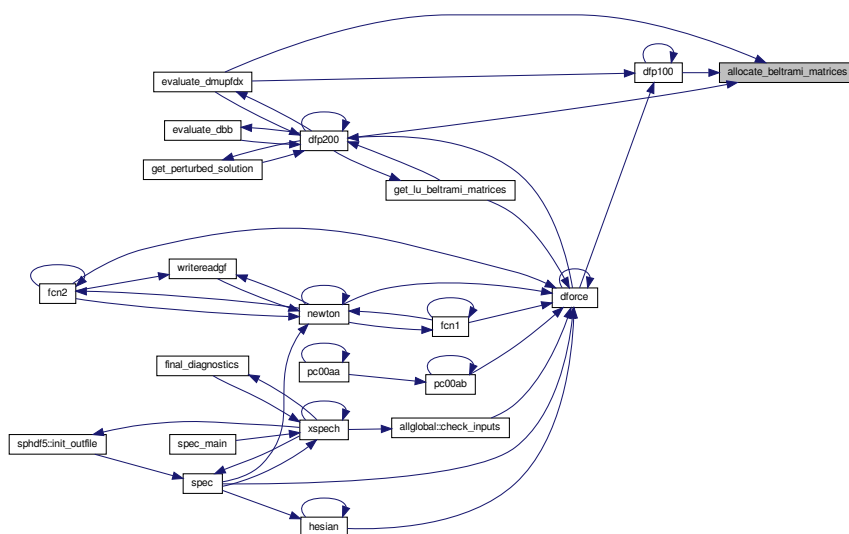 allocate_beltrami_matrices
dfp100
evaluate_dmupfdx
evaluate_dbb
dfp200
get_perturbed_solution
get_lu_beltrami_matrices
writereadgf
fcn2
newton
fcn1
dforce
final_diagnostics
pc00aa
pc00ab
xspech
allglobal::check_inputs
sphdf5::init_outfile
spec_main
spec
hesian